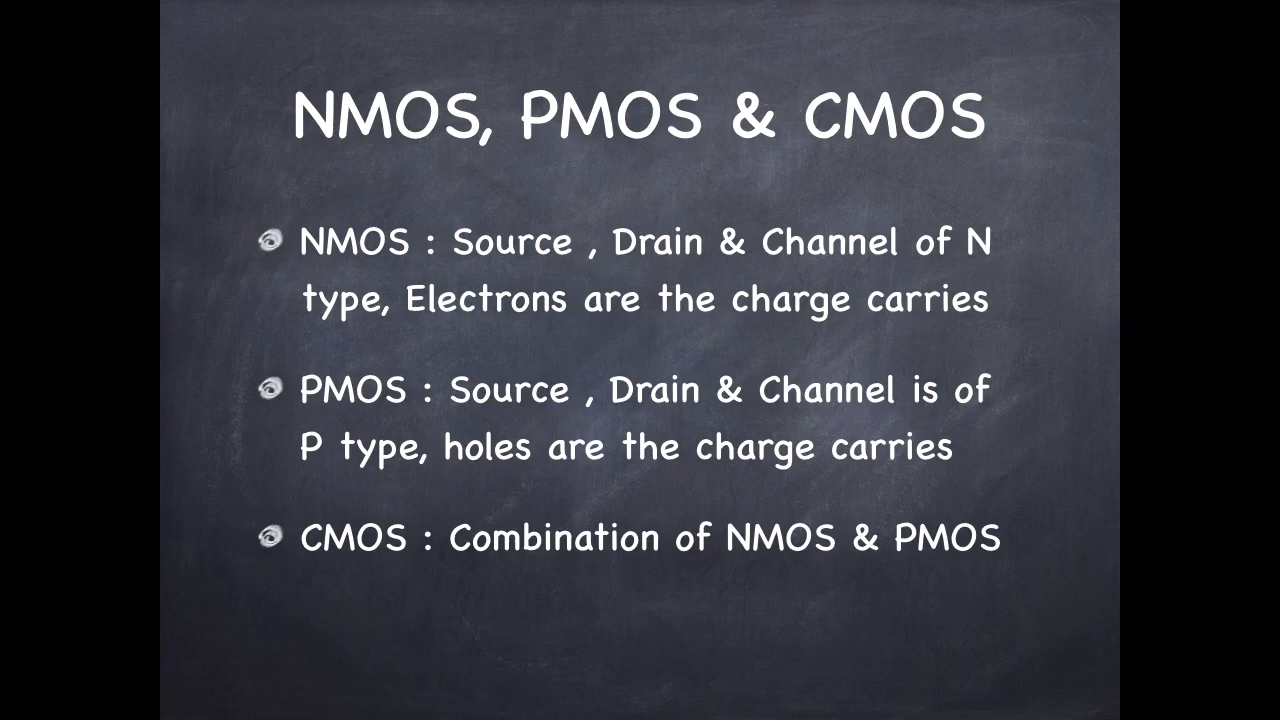 NMOS, PMOS & CMOS
NMOS : Source , Drain & Channel of N
type, Electrons are the charge carries
PMOS : Source , Drain & Channel is of
P type, holes are the charge carries
CMOS : Combination of NMOS & PMOS